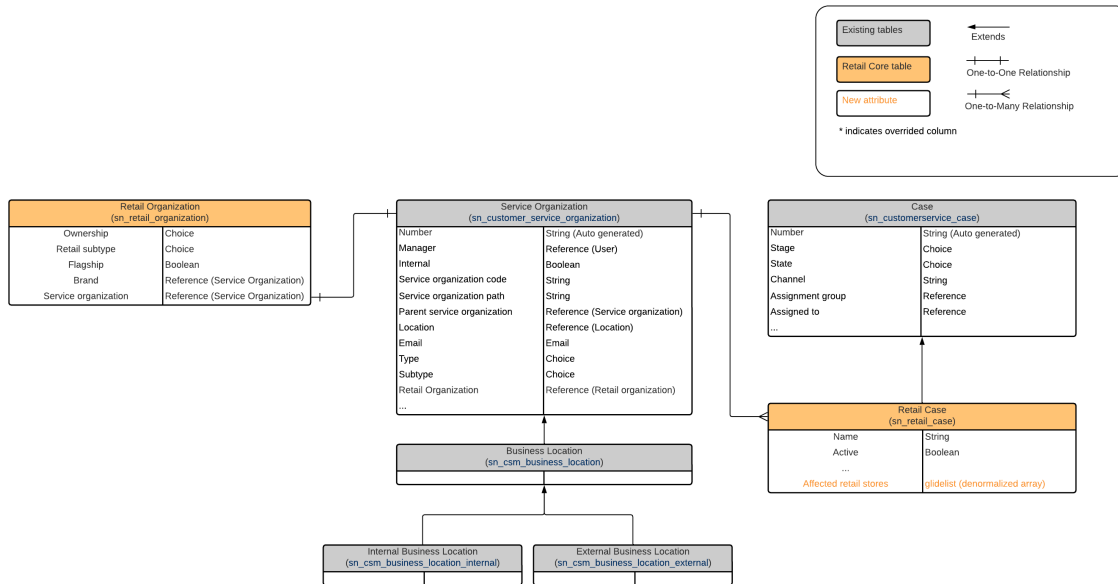 Existing tables
Extends
Retail Core table
One-to-One Relationship
New attribute
One-to-Many Relationship
* indicates overrided column
Retail Organization
(sn_retail_organization)
Ownership Choice
Retail subtype Choice
Flagship Boolean
Brand Reference (Service Organization)
Service organization Reference (Service Organization)
Service Organization
(sn_customer_service_organization)
Number String (Auto generated)
Manager Reference (User)
Internal Boolean
Service organization code String
Service organization path String
Parent service organization Reference (Service organization)
Location Reference (Location)
Email Email
Type Choice
Subtype Choice
Retail Organization Reference (Retail organization)
...
Case
(sn_customerservice_case)
Number String (Auto generated)
Stage Choice
State Choice
Channel String
Assignment group Reference
Assigned to Reference
...
Retail Case
(sn_retail_case)
Name String
Active Boolean
...
Affected retail stores glidelist (denormalized array)
Business Location
(sn_csm_business_location)
Internal Business Location
(sn_csm_business_location_internal)
External Business Location
(sn_csm_business_location_external)